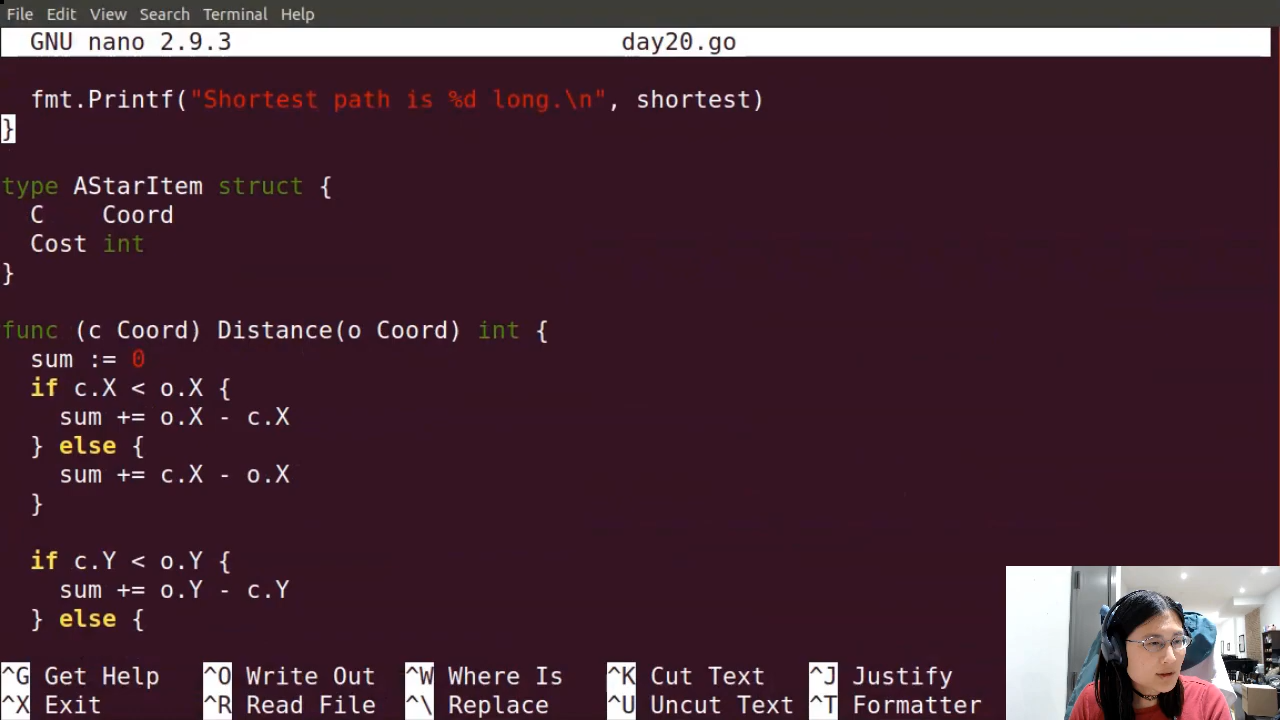 File Edit View Search Terminal Help
GNU nano 2.9.3 day20.go
fmt.Printf("Shortest path is %d long.\n", shortest)
}
type AStarItem struct {
C Coord
Cost int
}
func (c Coord) Distance(o Coord) int {
sum := 0
if c.X < o.X {
sum += o.X - c.X
} else {
sum += c.X - o.X
}
if c.Y < o.Y {
sum += o.Y - c.Y
} else {
^G Get Help ^O Write Out ^W Where Is ^K Cut Text ^J Justify
^X Exit ^R Read File ^\ Replace ^U Uncut Text ^T Formatter